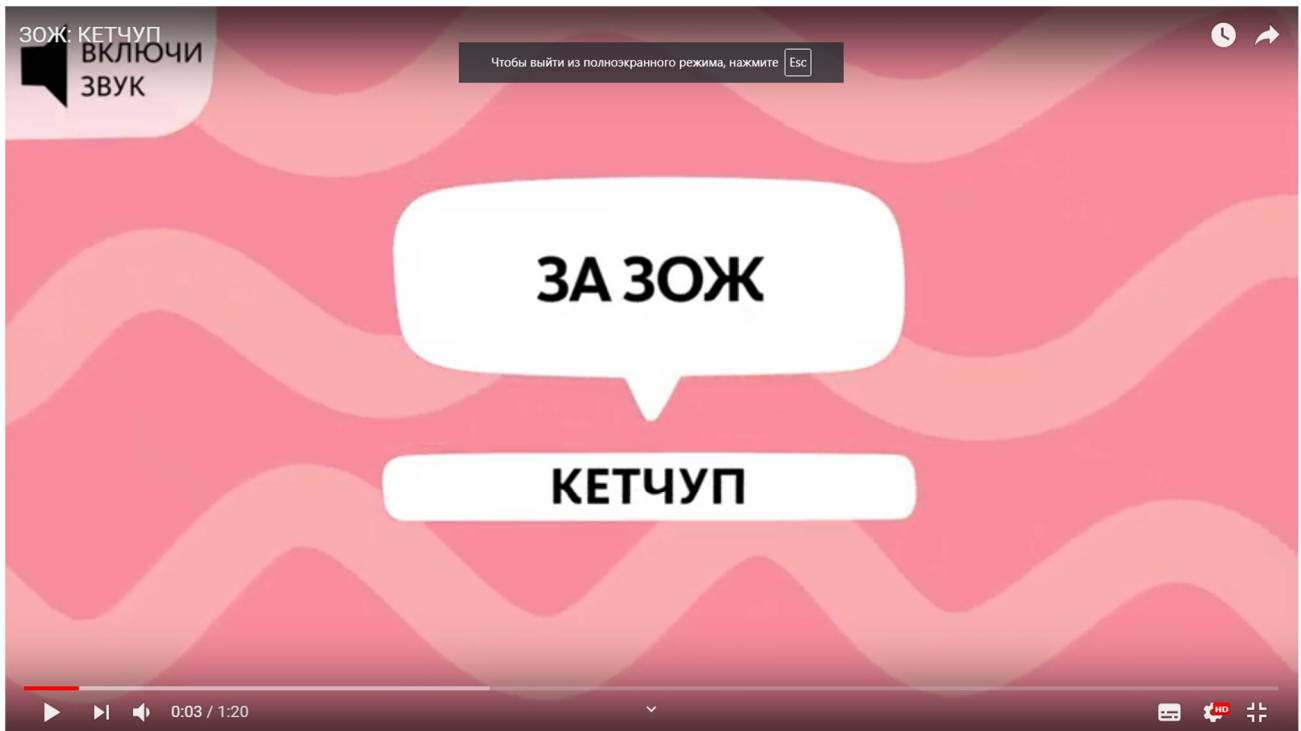 ЗОЖ: КЕТЧУП
ВКЛЮЧИ
ЗВУК
Чтобы выйти из полноэкранного режима, нажмите Esc
ЗА ЗОЖ
КЕТЧУП
0:03 / 1:20
HD